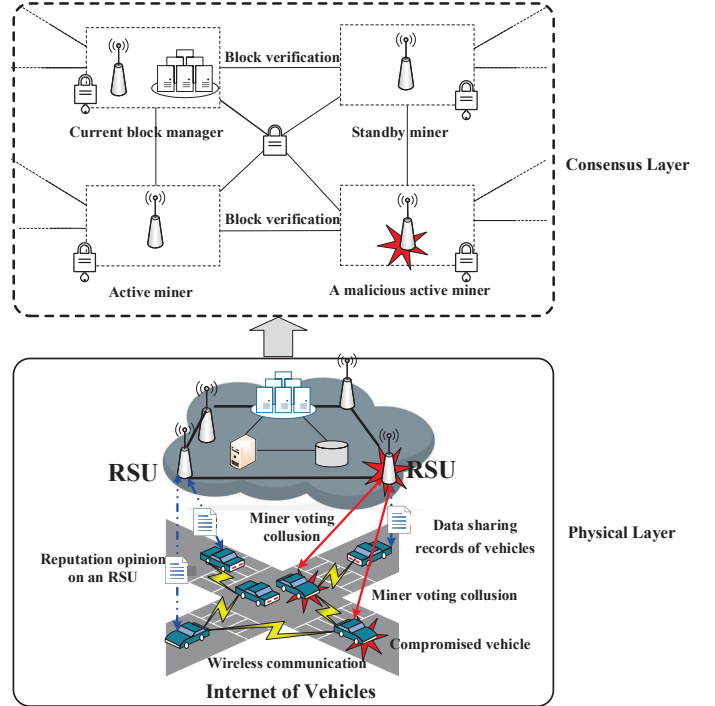 Block verification
Current block manager
Standby miner
Consensus Layer
Block verification
Active miner
A malicious active miner
RSU
RSU
Miner voting
collusion
Data sharing
records of vehicles
Physical Layer
Reputation opinion
on an RSU
Miner voting collusion
Compromised vehicle
Wireless communication
Internet of Vehicles